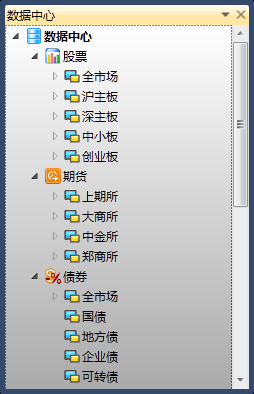 数据中心
数据中心
股票
全市场
沪主板
深主板
中小板
创业板
期货
上期所
大商所
中金所
郑商所
债券
全市场
国债
地方债
企业债
可转债